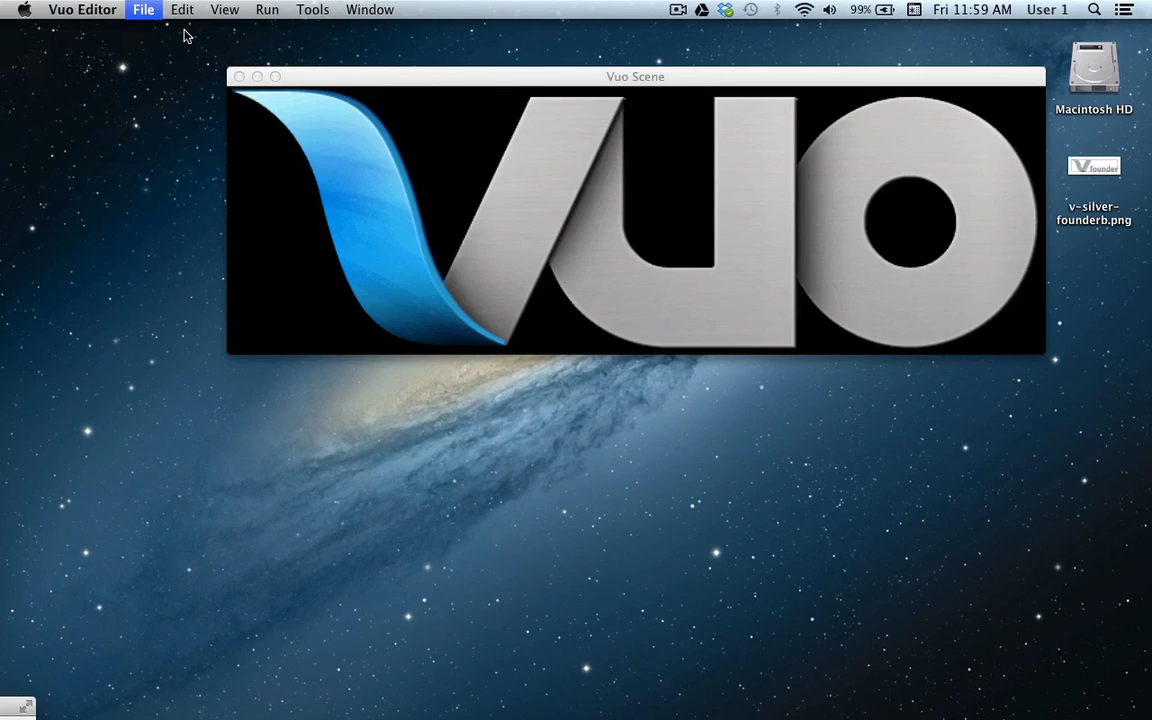 Vuo Editor File Edit View Run Tools Window 99% Fri 11:59 AM User 1
Vuo Scene
VUO
Macintosh HD
V founder
v-silver-
founderb.png